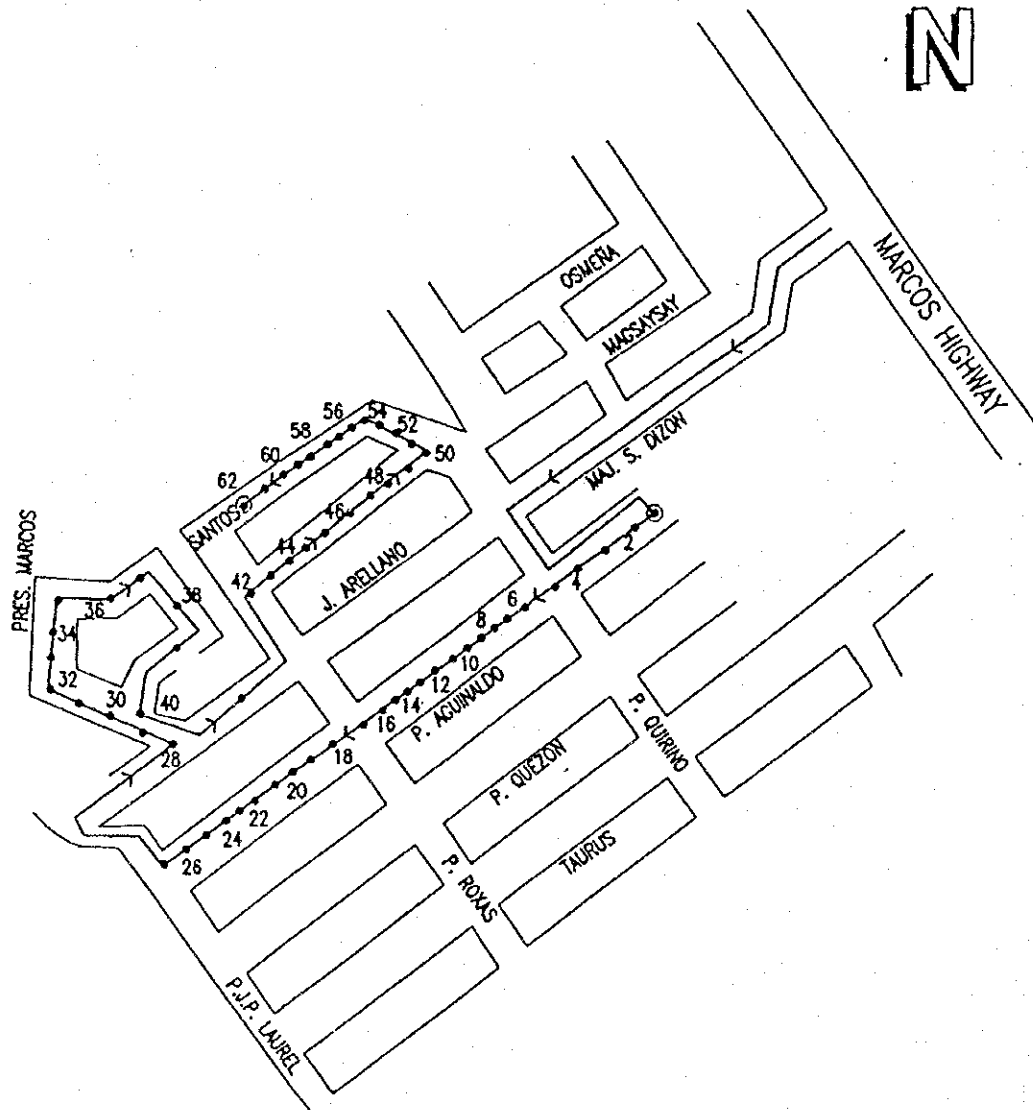 N
MARCOS HIGHWAY
OSMEÑA
MAGSAYSAY
MAJ. S. DIZON
56
54
52
58
50
60
48
62
SANTOS
46
2
44
4
J. ARELLANO
42
PRES. MARCOS
36
38
6
34
8
10
32
30
40
12
14
P. AGUINALDO
16
28
18
P. QUIRINO
20
P. QUEZON
22
24
26
TAURUS
P. ROXAS
P.J.P. LAUREL